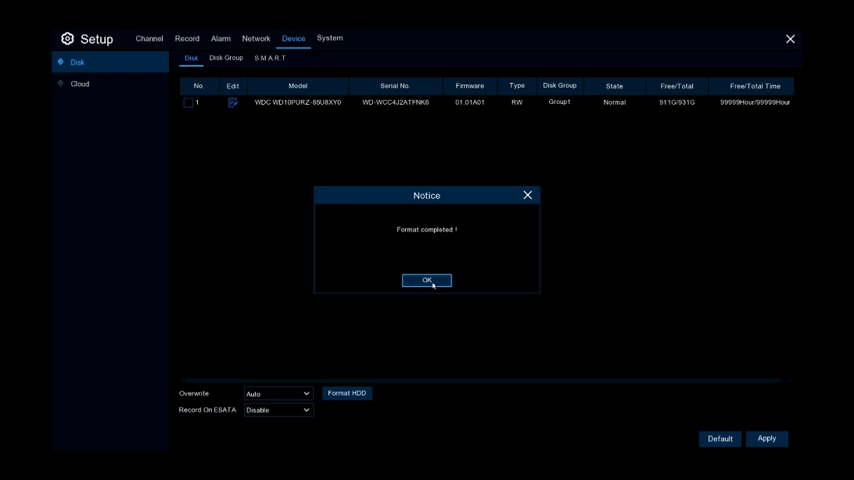 Setup
Channel Record Alarm Network Device System
Disk
Cloud
Disk Disk Group S.M.A.R.T
No. Edit Model Serial No. Firmware Type Disk Group State Free/Total Free/Total Time
1 WDC WD10PURZ-85U8XY0 WD-WCC4J2ATFNK6 01.01A01 RW Group1 Normal 911G/931G 99999Hour/99999Hour
Notice
Format completed !
OK
Overwrite Auto Format HDD
Record On ESATA Disable
Default Apply